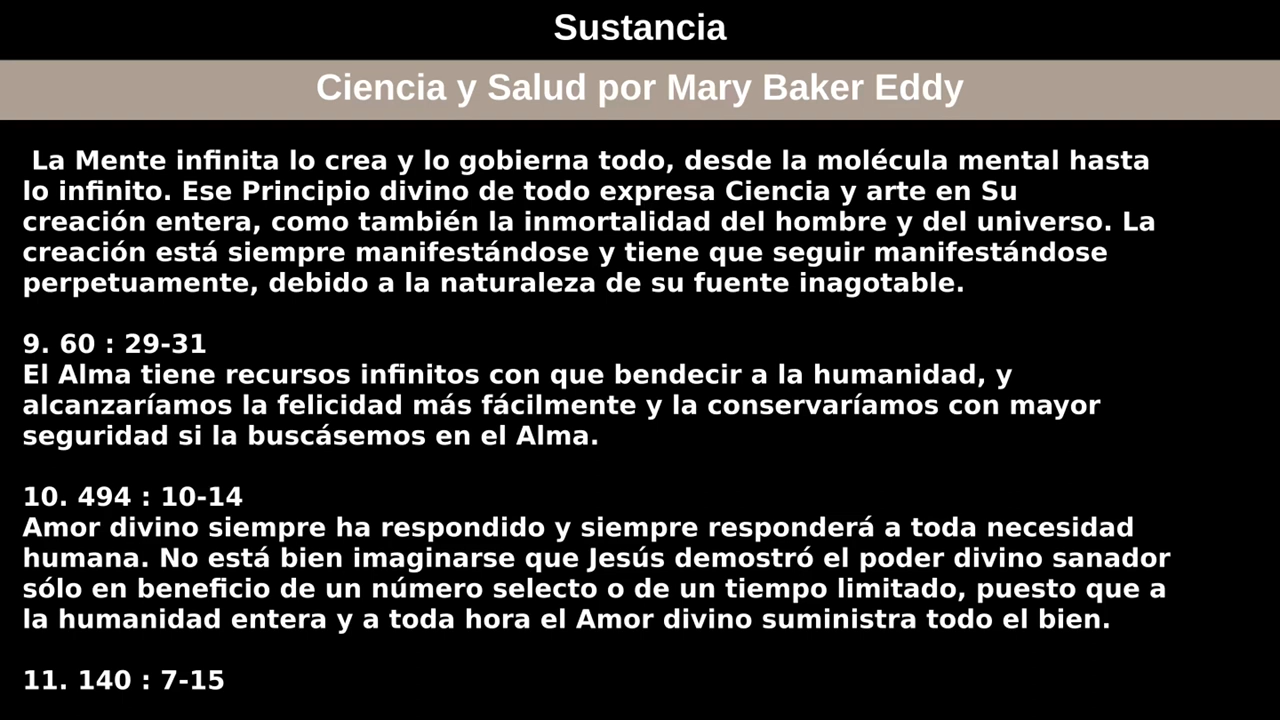 Sustancia
Ciencia y Salud por Mary Baker Eddy
La Mente infinita lo crea y lo gobierna todo, desde la molécula mental hasta
lo infinito. Ese Principio divino de todo expresa Ciencia y arte en Su
creación entera, como también la inmortalidad del hombre y del universo. La
creación está siempre manifestándose y tiene que seguir manifestándose
perpetuamente, debido a la naturaleza de su fuente inagotable.
9. 60 : 29-31
El Alma tiene recursos infinitos con que bendecir a la humanidad, y
alcanzaríamos la felicidad más fácilmente y la conservaríamos con mayor
seguridad si la buscásemos en el Alma.
10. 494 : 10-14
Amor divino siempre ha respondido y siempre responderá a toda necesidad
humana. No está bien imaginarse que Jesús demostró el poder divino sanador
sólo en beneficio de un número selecto o de un tiempo limitado, puesto que a
la humanidad entera y a toda hora el Amor divino suministra todo el bien.
11. 140 : 7-15